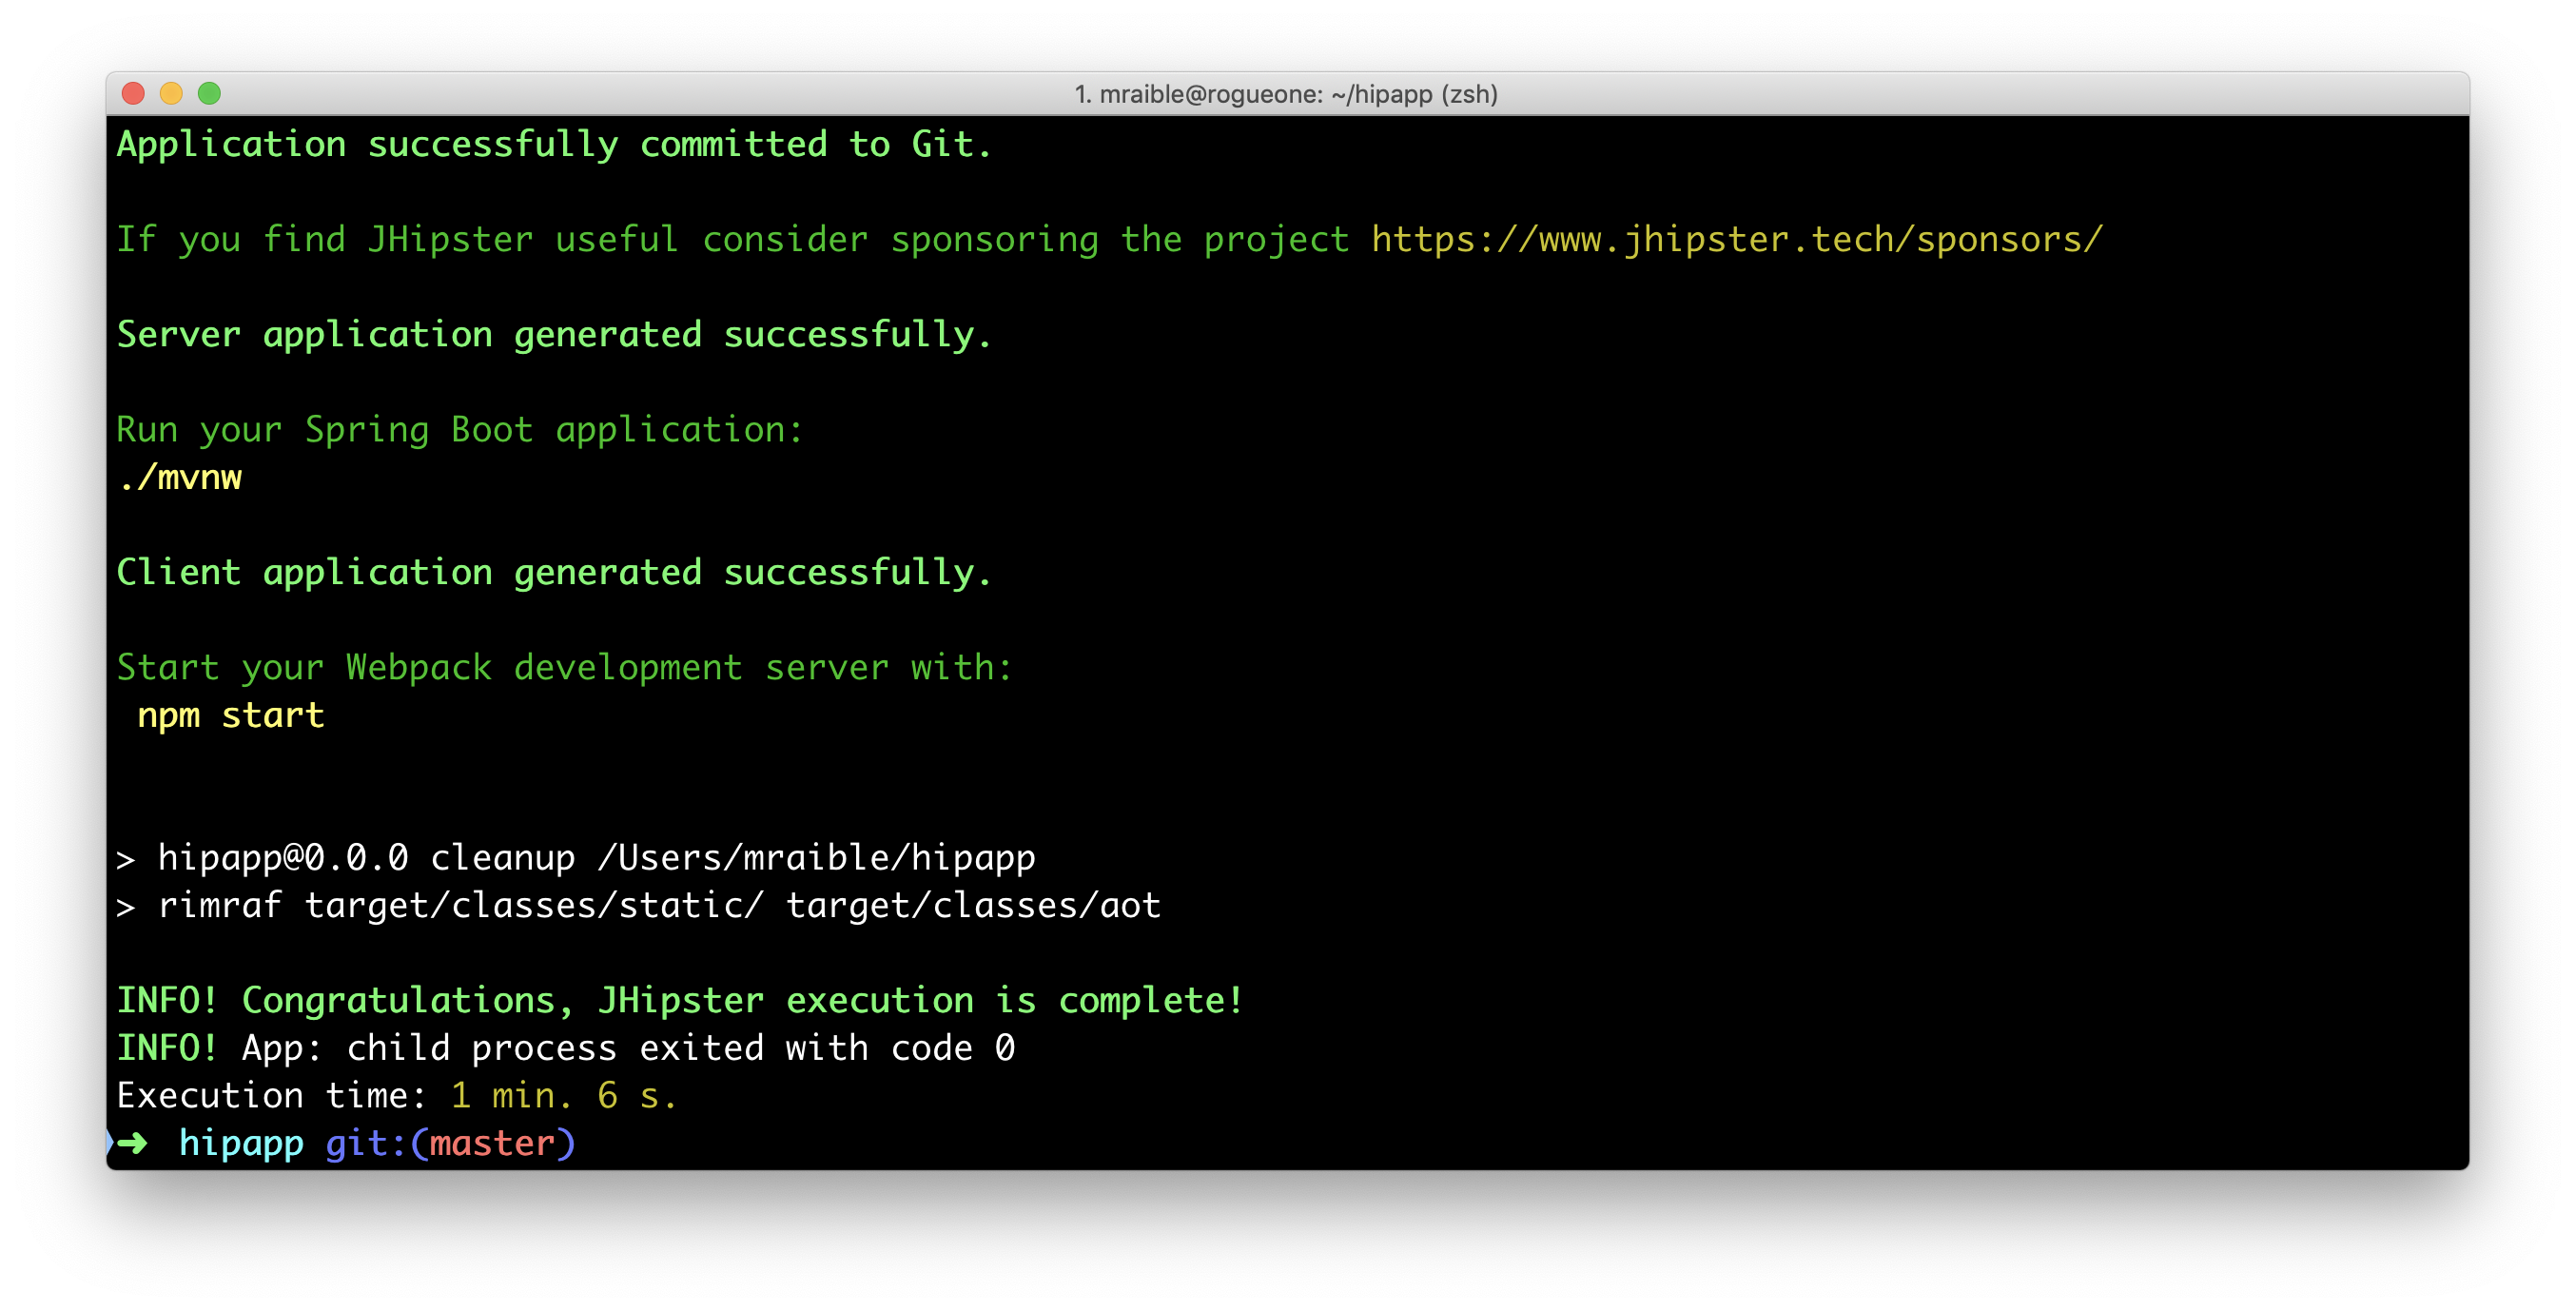 1. mraible@rogueone: ~/hipapp (zsh)
Application successfully committed to Git.
If you find JHipster useful consider sponsoring the project https://www.jhipster.tech/sponsors/
Server application generated successfully.
Run your Spring Boot application:
./mvnw
Client application generated successfully.
Start your Webpack development server with:
npm start
> hipapp@0.0.0 cleanup /Users/mraible/hipapp
> rimraf target/classes/static/ target/classes/aot
INFO! Congratulations, JHipster execution is complete!
INFO! App: child process exited with code 0
Execution time: 1 min. 6 s.
➜ hipapp git:(master)